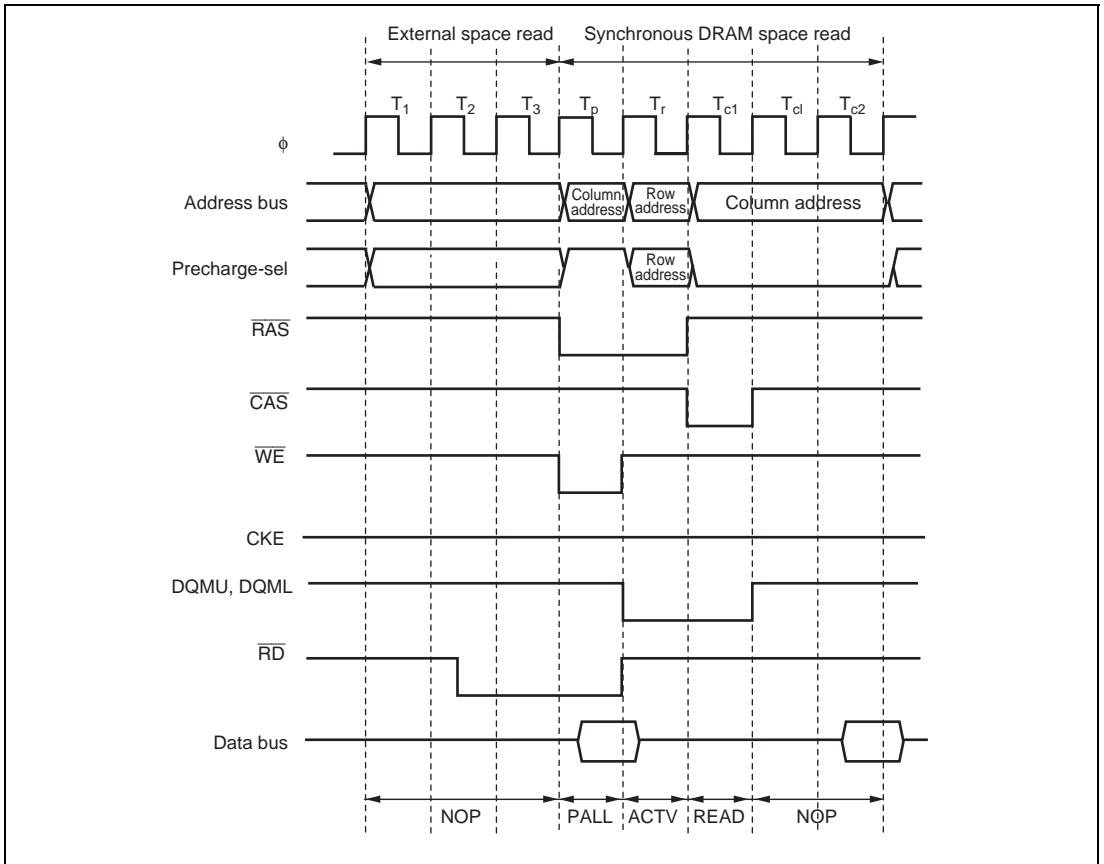 External space read Synchronous DRAM space read
T1 T2 T3 Tp Tr Tc1 Tcl Tc2
ϕ
Address bus
Column address
Row address
Column address
Precharge-sel
Row address
RAS
CAS
WE
CKE
DQMU, DQML
RD
Data bus
NOP PALL ACTV READ NOP